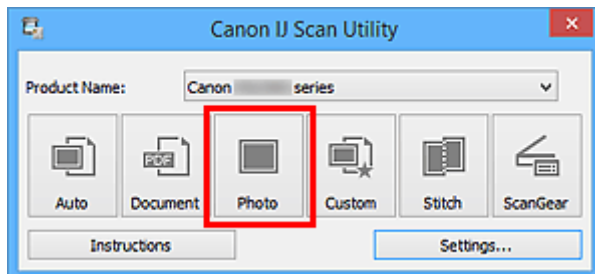 Canon IJ Scan Utility
Product Name: Canon series
PDF
Auto Document Photo Custom Stitch ScanGear
Instructions Settings...